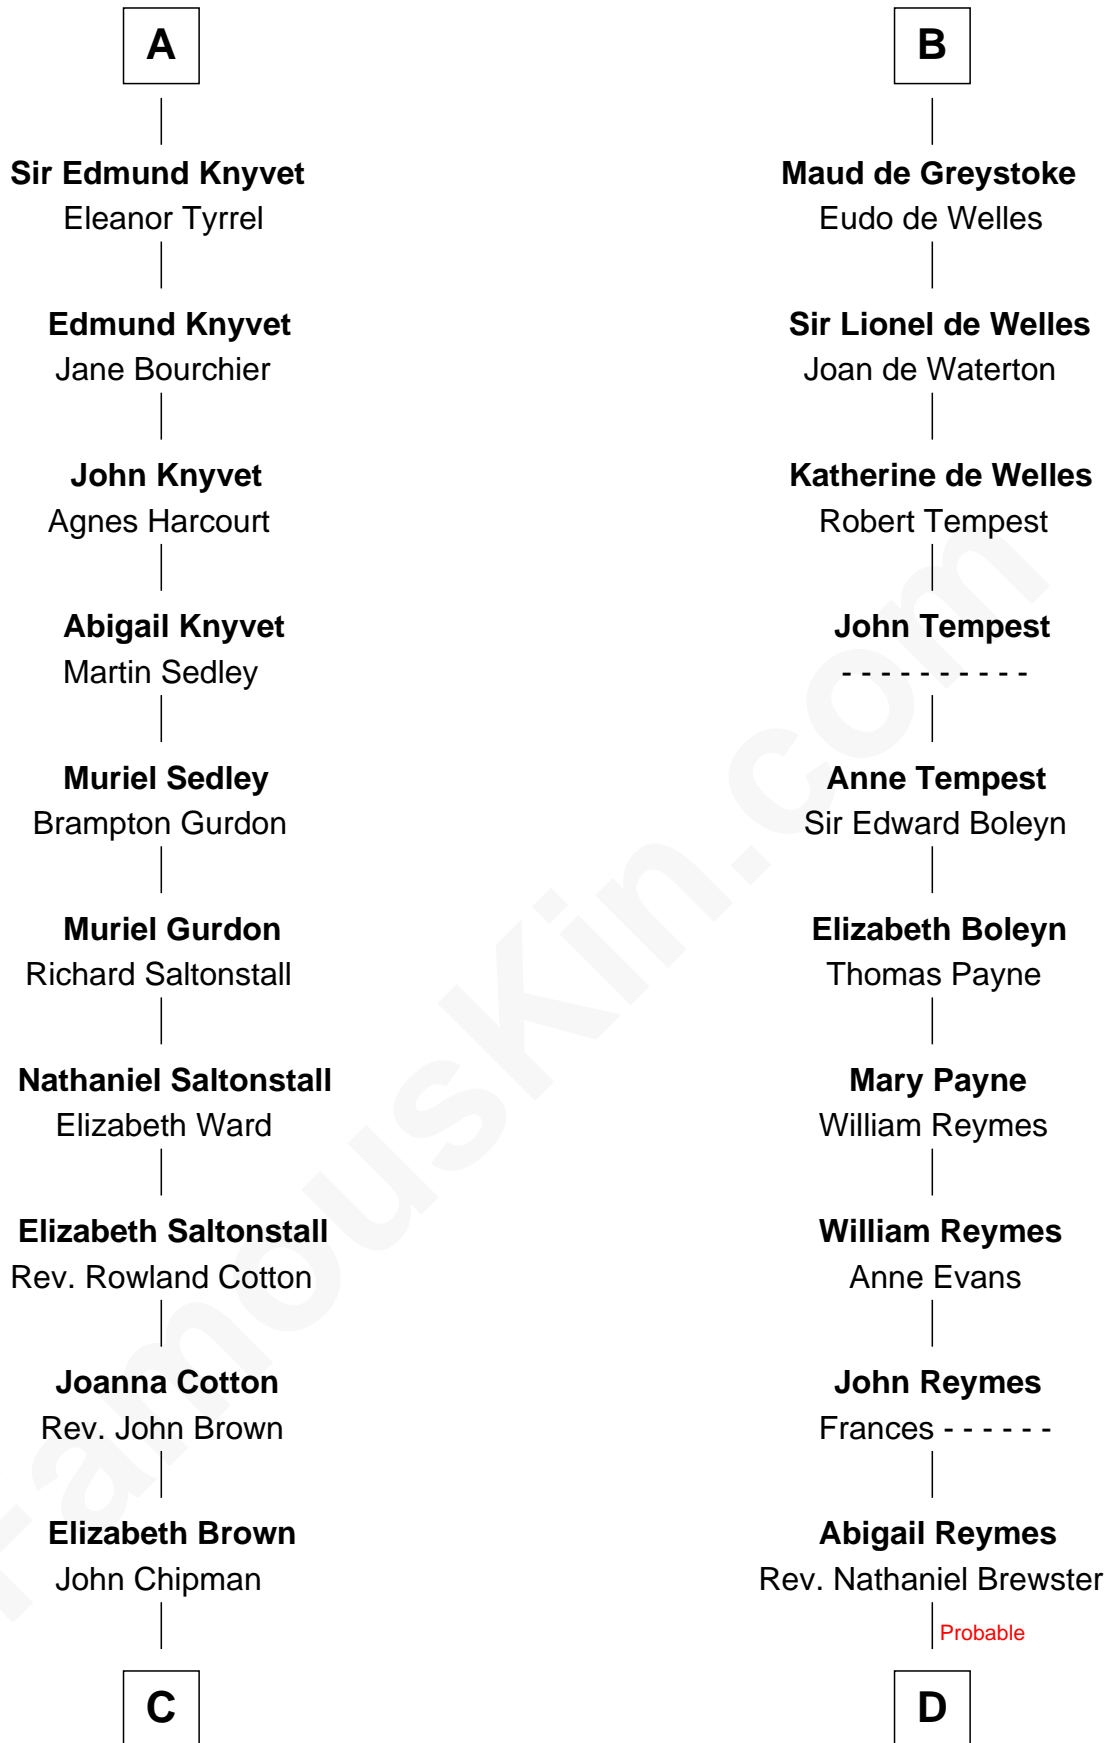 A
Sir Edmund Knyvet
Eleanor Tyrrel
Edmund Knyvet
Jane Bourchier
John Knyvet
Agnes Harcourt
Abigail Knyvet
Martin Sedley
Muriel Sedley
Brampton Gurdon
Muriel Gurdon
Richard Saltonstall
Nathaniel Saltonstall
Elizabeth Ward
Elizabeth Saltonstall
Rev. Rowland Cotton
Joanna Cotton
Rev. John Brown
Elizabeth Brown
John Chipman
C
B
Maud de Greystoke
Eudo de Welles
Sir Lionel de Welles
Joan de Waterton
Katherine de Welles
Robert Tempest
John Tempest
- - - - - - - - - -
Anne Tempest
Sir Edward Boleyn
Elizabeth Boleyn
Thomas Payne
Mary Payne
William Reymes
William Reymes
Anne Evans
John Reymes
Frances - - - - - -
Abigail Reymes
Rev. Nathaniel Brewster
Probable
D
FamousKin.com